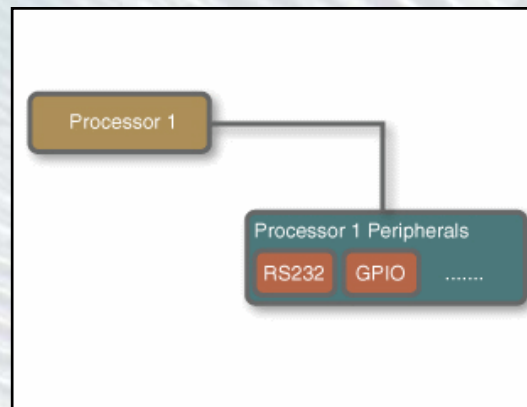 Processor 1
Processor 1 Peripherals
RS232 GPIO .......